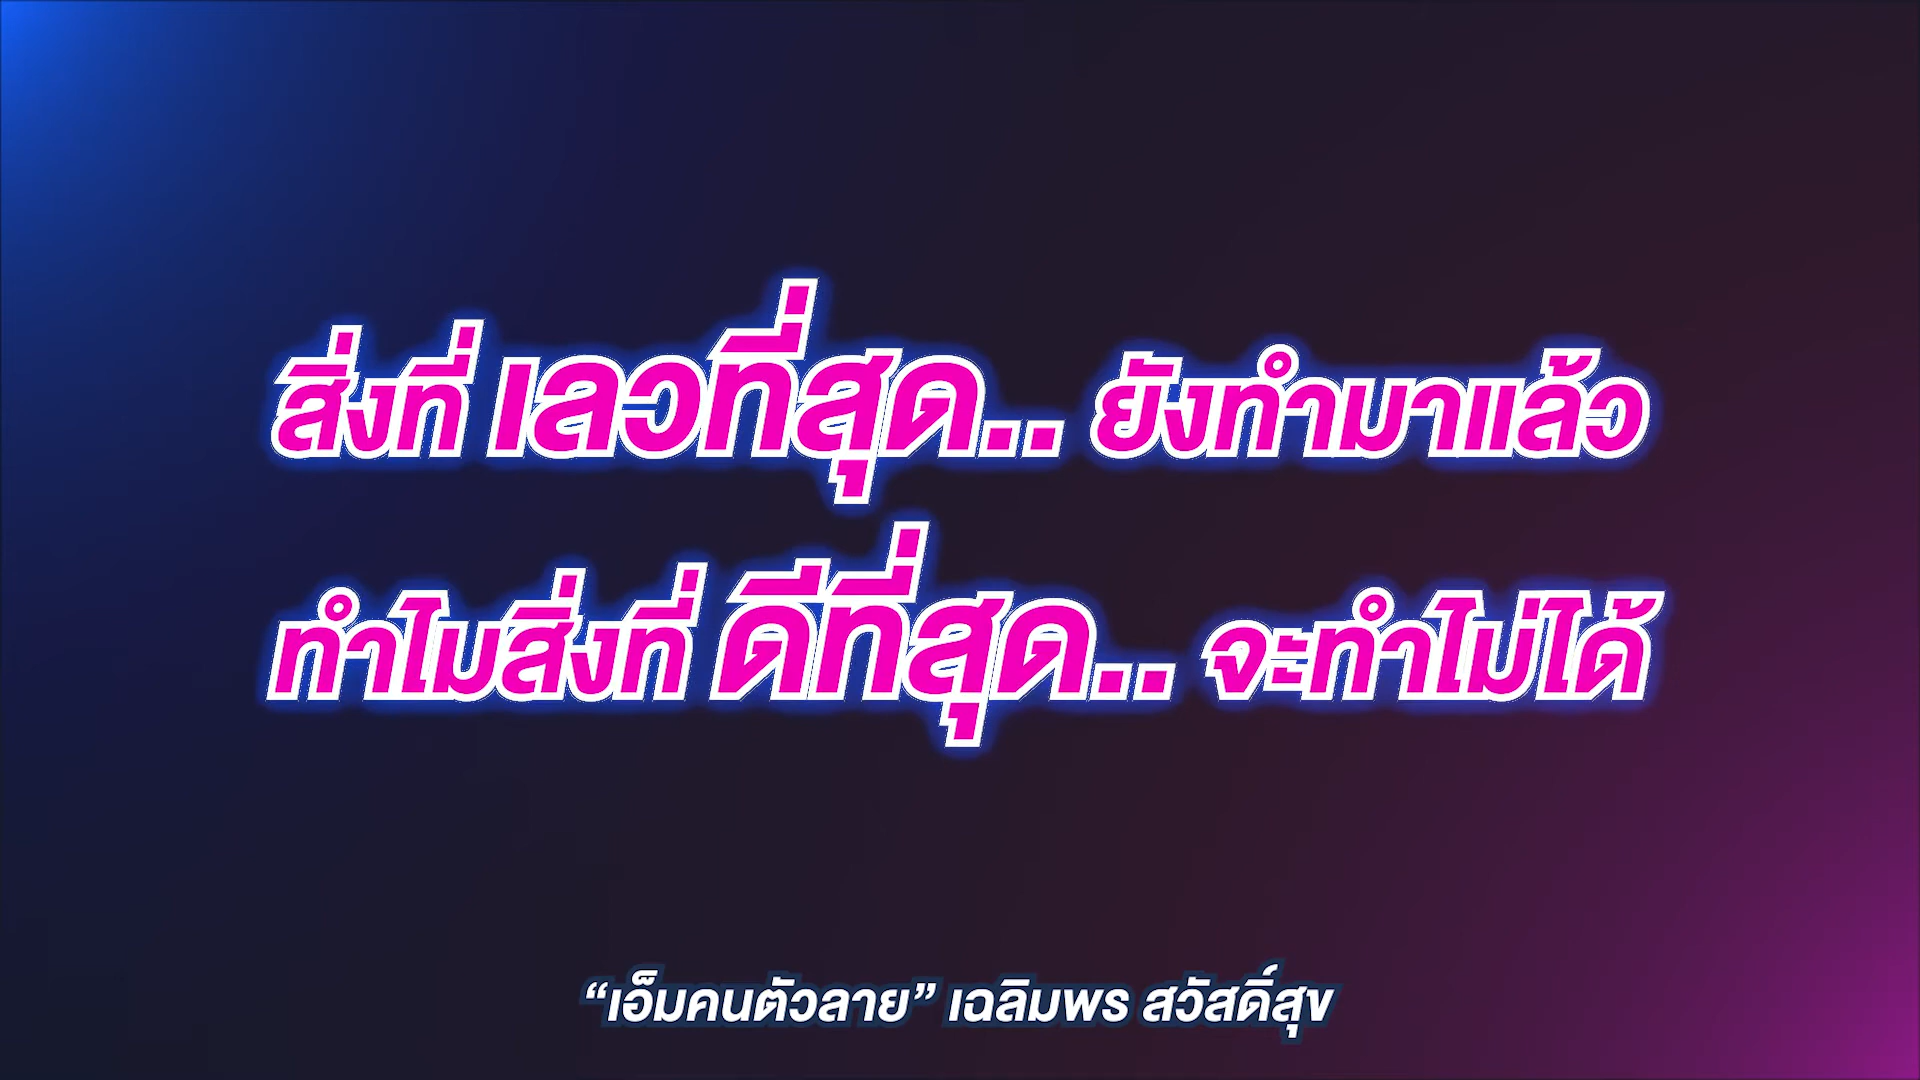 สิ่งที่ เลวที่สุด.. ยังทำมาแล้ว
ทำไมสิ่งที่ ดีที่สุด.. จะทำไม่ได้
“เอ็มคนตัวลาย” เฉลิมพร สวัสดิ์สุข